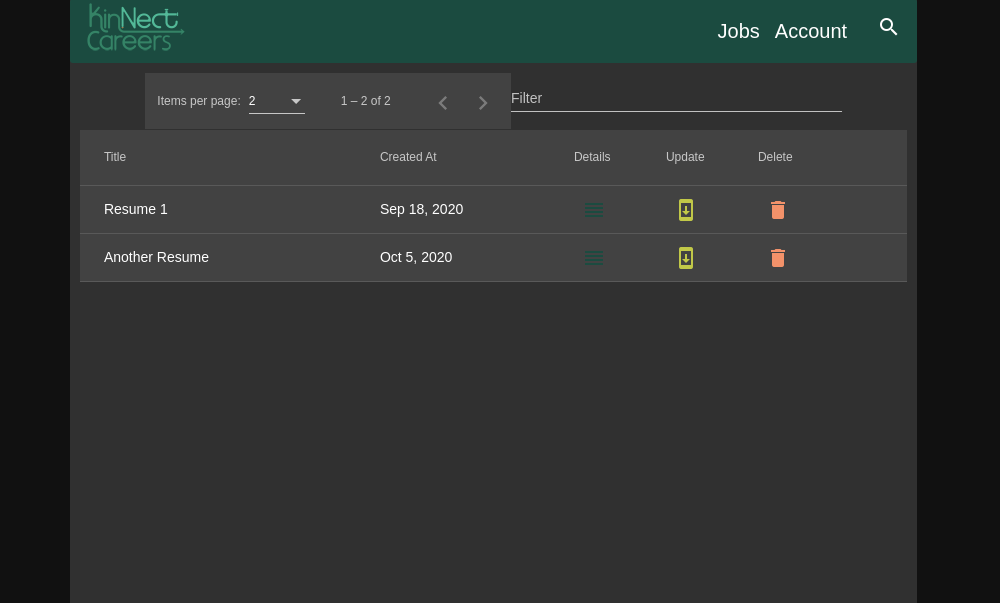 KinNect
Careers
Jobs Account
Items per page: 2 1 – 2 of 2 Filter
Title Created At Details Update Delete
Resume 1 Sep 18, 2020
Another Resume Oct 5, 2020